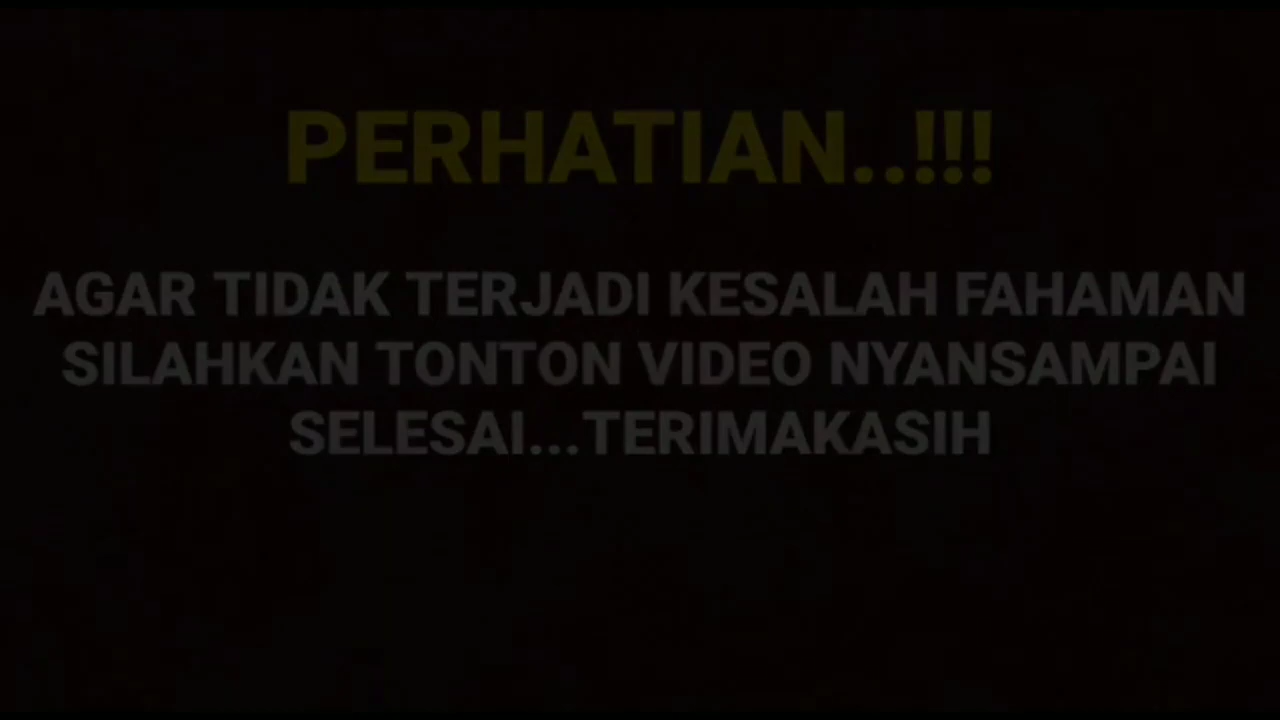 PERHATIAN..!!!
AGAR TIDAK TERJADI KESALAH FAHAMAN
SILAHKAN TONTON VIDEO NYANSAMPAI
SELESAI...TERIMAKASIH